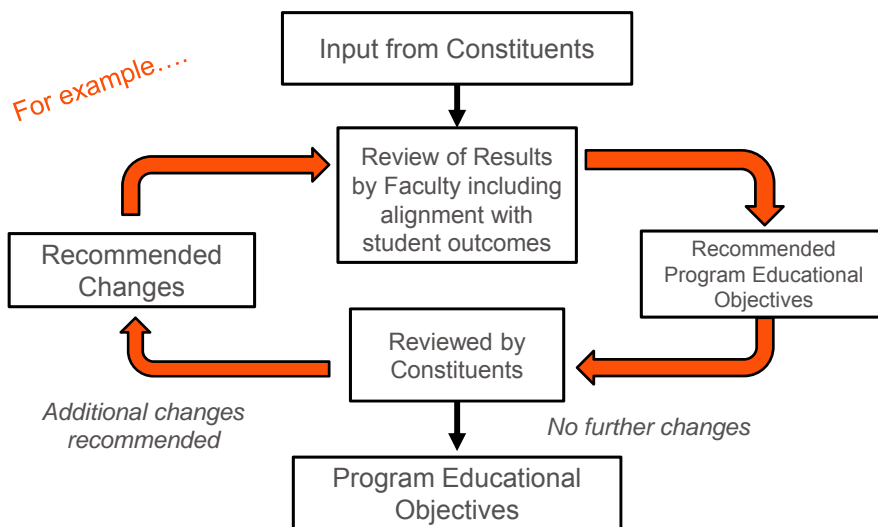 Input from Constituents
For example….
Review of Results
by Faculty including
alignment with
student outcomes
Recommended
Changes
Recommended
Program Educational
Objectives
Reviewed by
Constituents
Additional changes
recommended
No further changes
Program Educational
Objectives